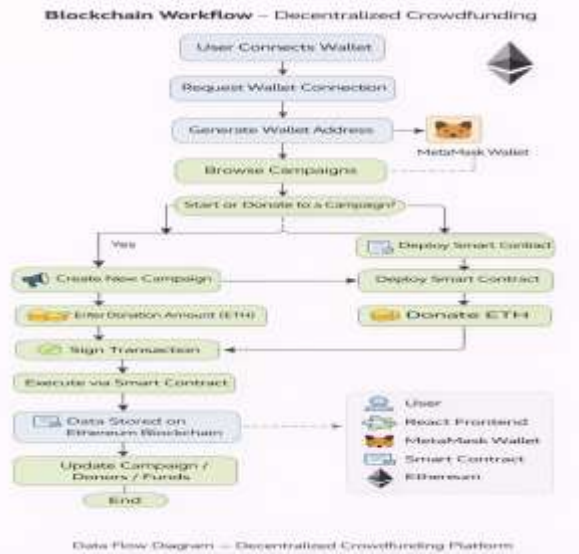 Blockchain Workflow – Decentralized Crowdfunding
User Connects Wallet
Request Wallet Connection
Generate Wallet Address
MetaMask Wallet
Browse Campaigns
Start or Donate to a Campaign?
Yes
Deploy Smart Contract
Create New Campaign
Deploy Smart Contract
Enter Donation Amount (ETH)
Donate ETH
Sign Transaction
Execute via Smart Contract
Data Stored on
Ethereum Blockchain
Update Campaign /
Donors / Funds
End
User
React Frontend
MetaMask Wallet
Smart Contract
Ethereum
Data Flow Diagram – Decentralized Crowdfunding Platform